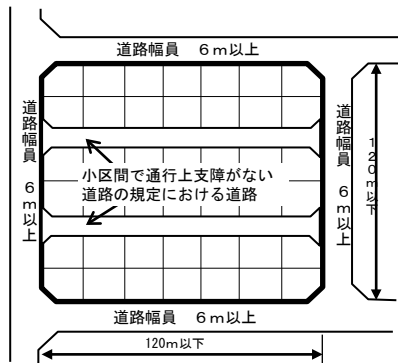 道路幅員　６ｍ以上
道路幅員　６ｍ以上
小区間で通行上支障がない
道路の規定における道路
道路幅員　６ｍ以上
１２０ｍ以下
道路幅員　６ｍ以上
120ｍ以下